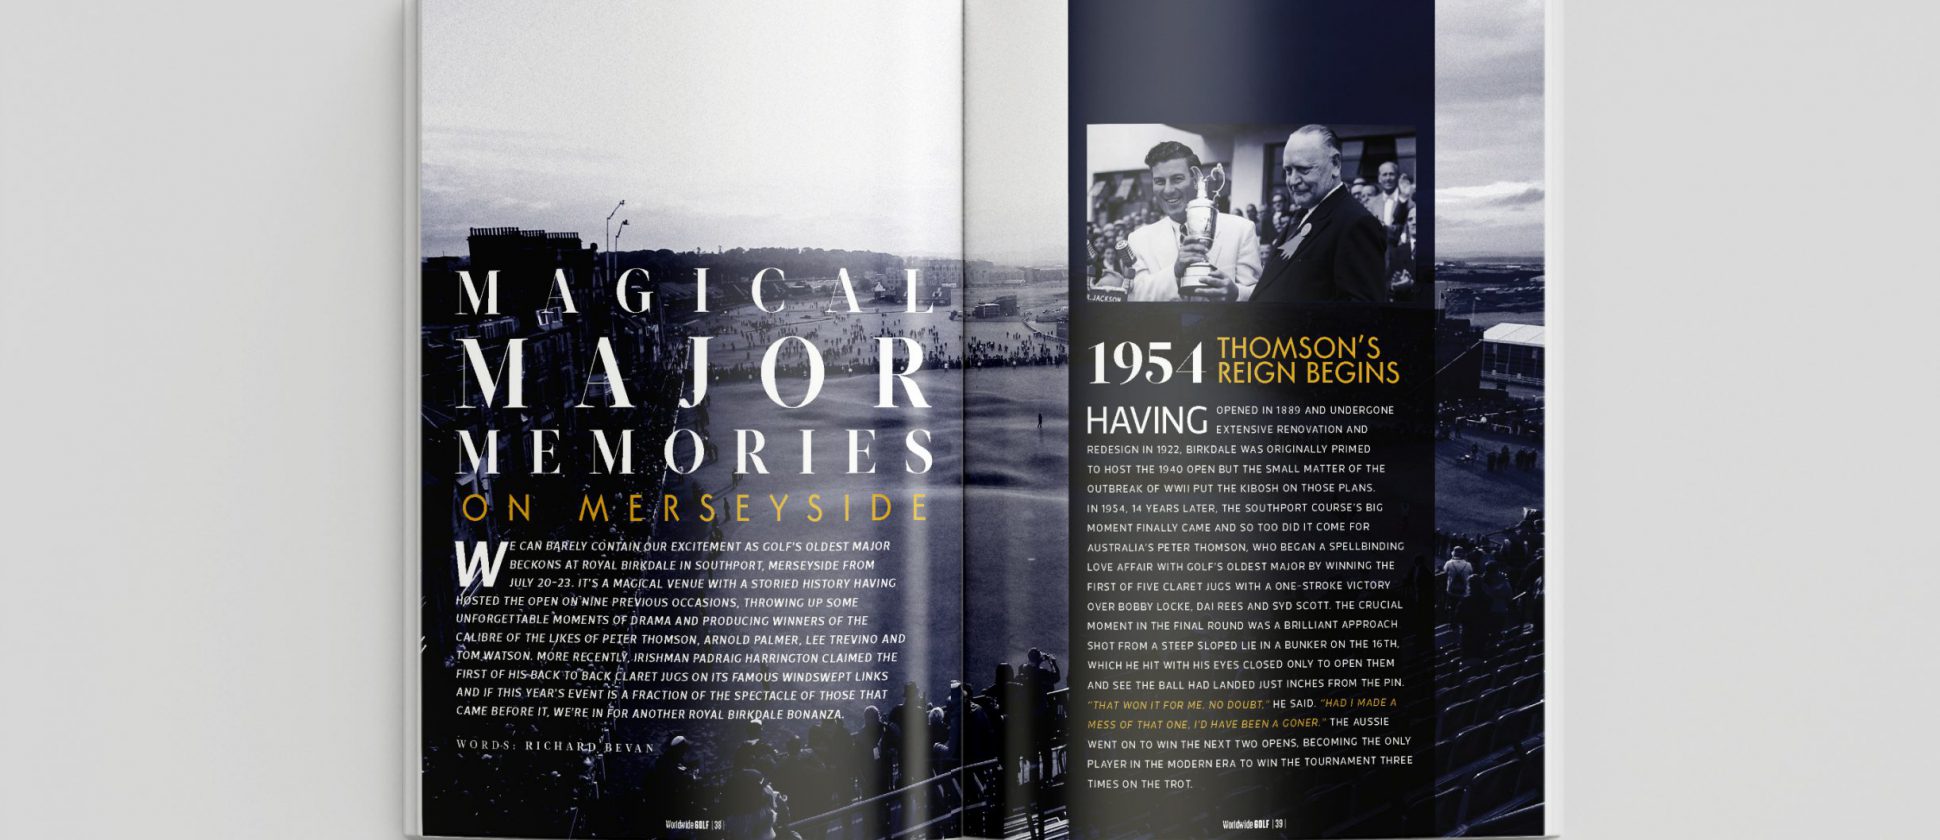 MAGICAL
MAJOR
MEMORIES
ON MERSEYSIDE
WE CAN BARELY CONTAIN OUR EXCITEMENT AS GOLF'S OLDEST MAJOR
BECKONS AT ROYAL BIRKDALE IN SOUTHPORT, MERSEYSIDE FROM
JULY 20-23. IT'S A MAGICAL VENUE WITH A STORIED HISTORY HAVING
HOSTED THE OPEN ON NINE PREVIOUS OCCASIONS, THROWING UP SOME
UNFORGETTABLE MOMENTS OF DRAMA AND PRODUCING WINNERS OF THE
CALIBRE OF THE LIKES OF PETER THOMSON, ARNOLD PALMER, LEE TREVINO AND
TOM WATSON. MORE RECENTLY, IRISHMAN PADRAIG HARRINGTON CLAIMED THE
FIRST OF HIS BACK TO BACK CLARET JUGS ON ITS FAMOUS WINDSWEPT LINKS
AND IF THIS YEAR'S EVENT IS A FRACTION OF THE SPECTACLE OF THOSE THAT
CAME BEFORE IT, WE'RE IN FOR ANOTHER ROYAL BIRKDALE BONANZA.
WORDS: RICHARD BEVAN
Worldwide GOLF | 38 |
R. JACKSON
1954 THOMSON'S
REIGN BEGINS
HAVING OPENED IN 1889 AND UNDERGONE
EXTENSIVE RENOVATION AND
REDESIGN IN 1922, BIRKDALE WAS ORIGINALLY PRIMED
TO HOST THE 1940 OPEN BUT THE SMALL MATTER OF THE
OUTBREAK OF WWII PUT THE KIBOSH ON THOSE PLANS.
IN 1954, 14 YEARS LATER, THE SOUTHPORT COURSE'S BIG
MOMENT FINALLY CAME AND SO TOO DID IT COME FOR
AUSTRALIA'S PETER THOMSON, WHO BEGAN A SPELLBINDING
LOVE AFFAIR WITH GOLF'S OLDEST MAJOR BY WINNING THE
FIRST OF FIVE CLARET JUGS WITH A ONE-STROKE VICTORY
OVER BOBBY LOCKE, DAI REES AND SYD SCOTT. THE CRUCIAL
MOMENT IN THE FINAL ROUND WAS A BRILLIANT APPROACH
SHOT FROM A STEEP SLOPED LIE IN A BUNKER ON THE 16TH,
WHICH HE HIT WITH HIS EYES CLOSED ONLY TO OPEN THEM
AND SEE THE BALL HAD LANDED JUST INCHES FROM THE PIN.
"THAT WON IT FOR ME, NO DOUBT," HE SAID. "HAD I MADE A
MESS OF THAT ONE, I'D HAVE BEEN A GONER." THE AUSSIE
WENT ON TO WIN THE NEXT TWO OPENS, BECOMING THE ONLY
PLAYER IN THE MODERN ERA TO WIN THE TOURNAMENT THREE
TIMES ON THE TROT.
Worldwide GOLF | 39 |